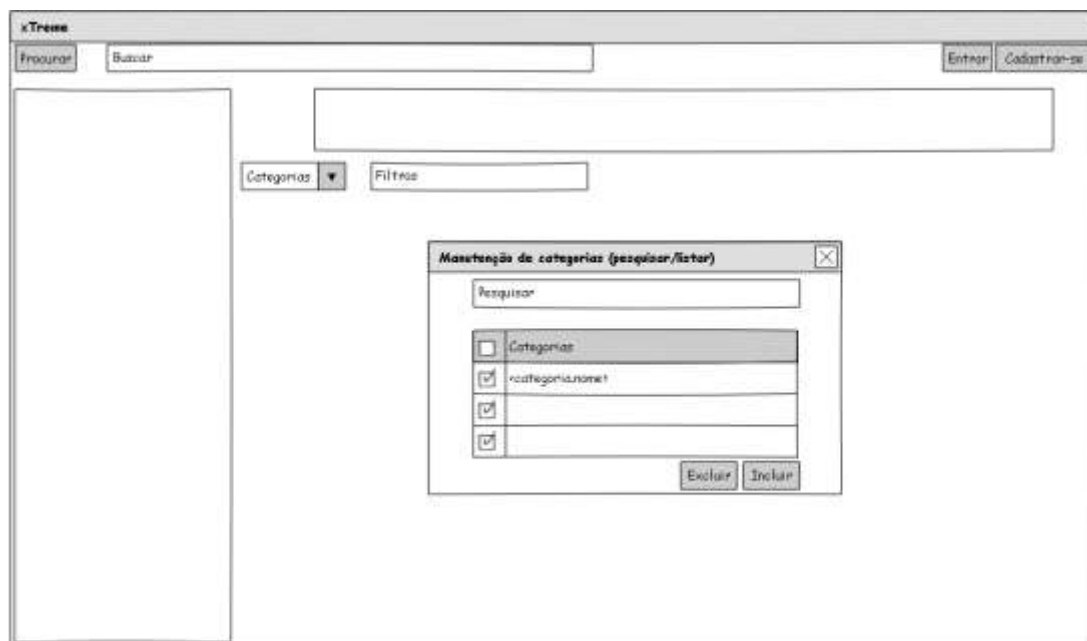 xTreme
Procurar Buscar Entrar Cadastrar-se
Categorias Filtros
Manutenção de categorias (pesquisar/listar)
Pesquisar
Categorias
<categoria.nome>
Excluir Incluir